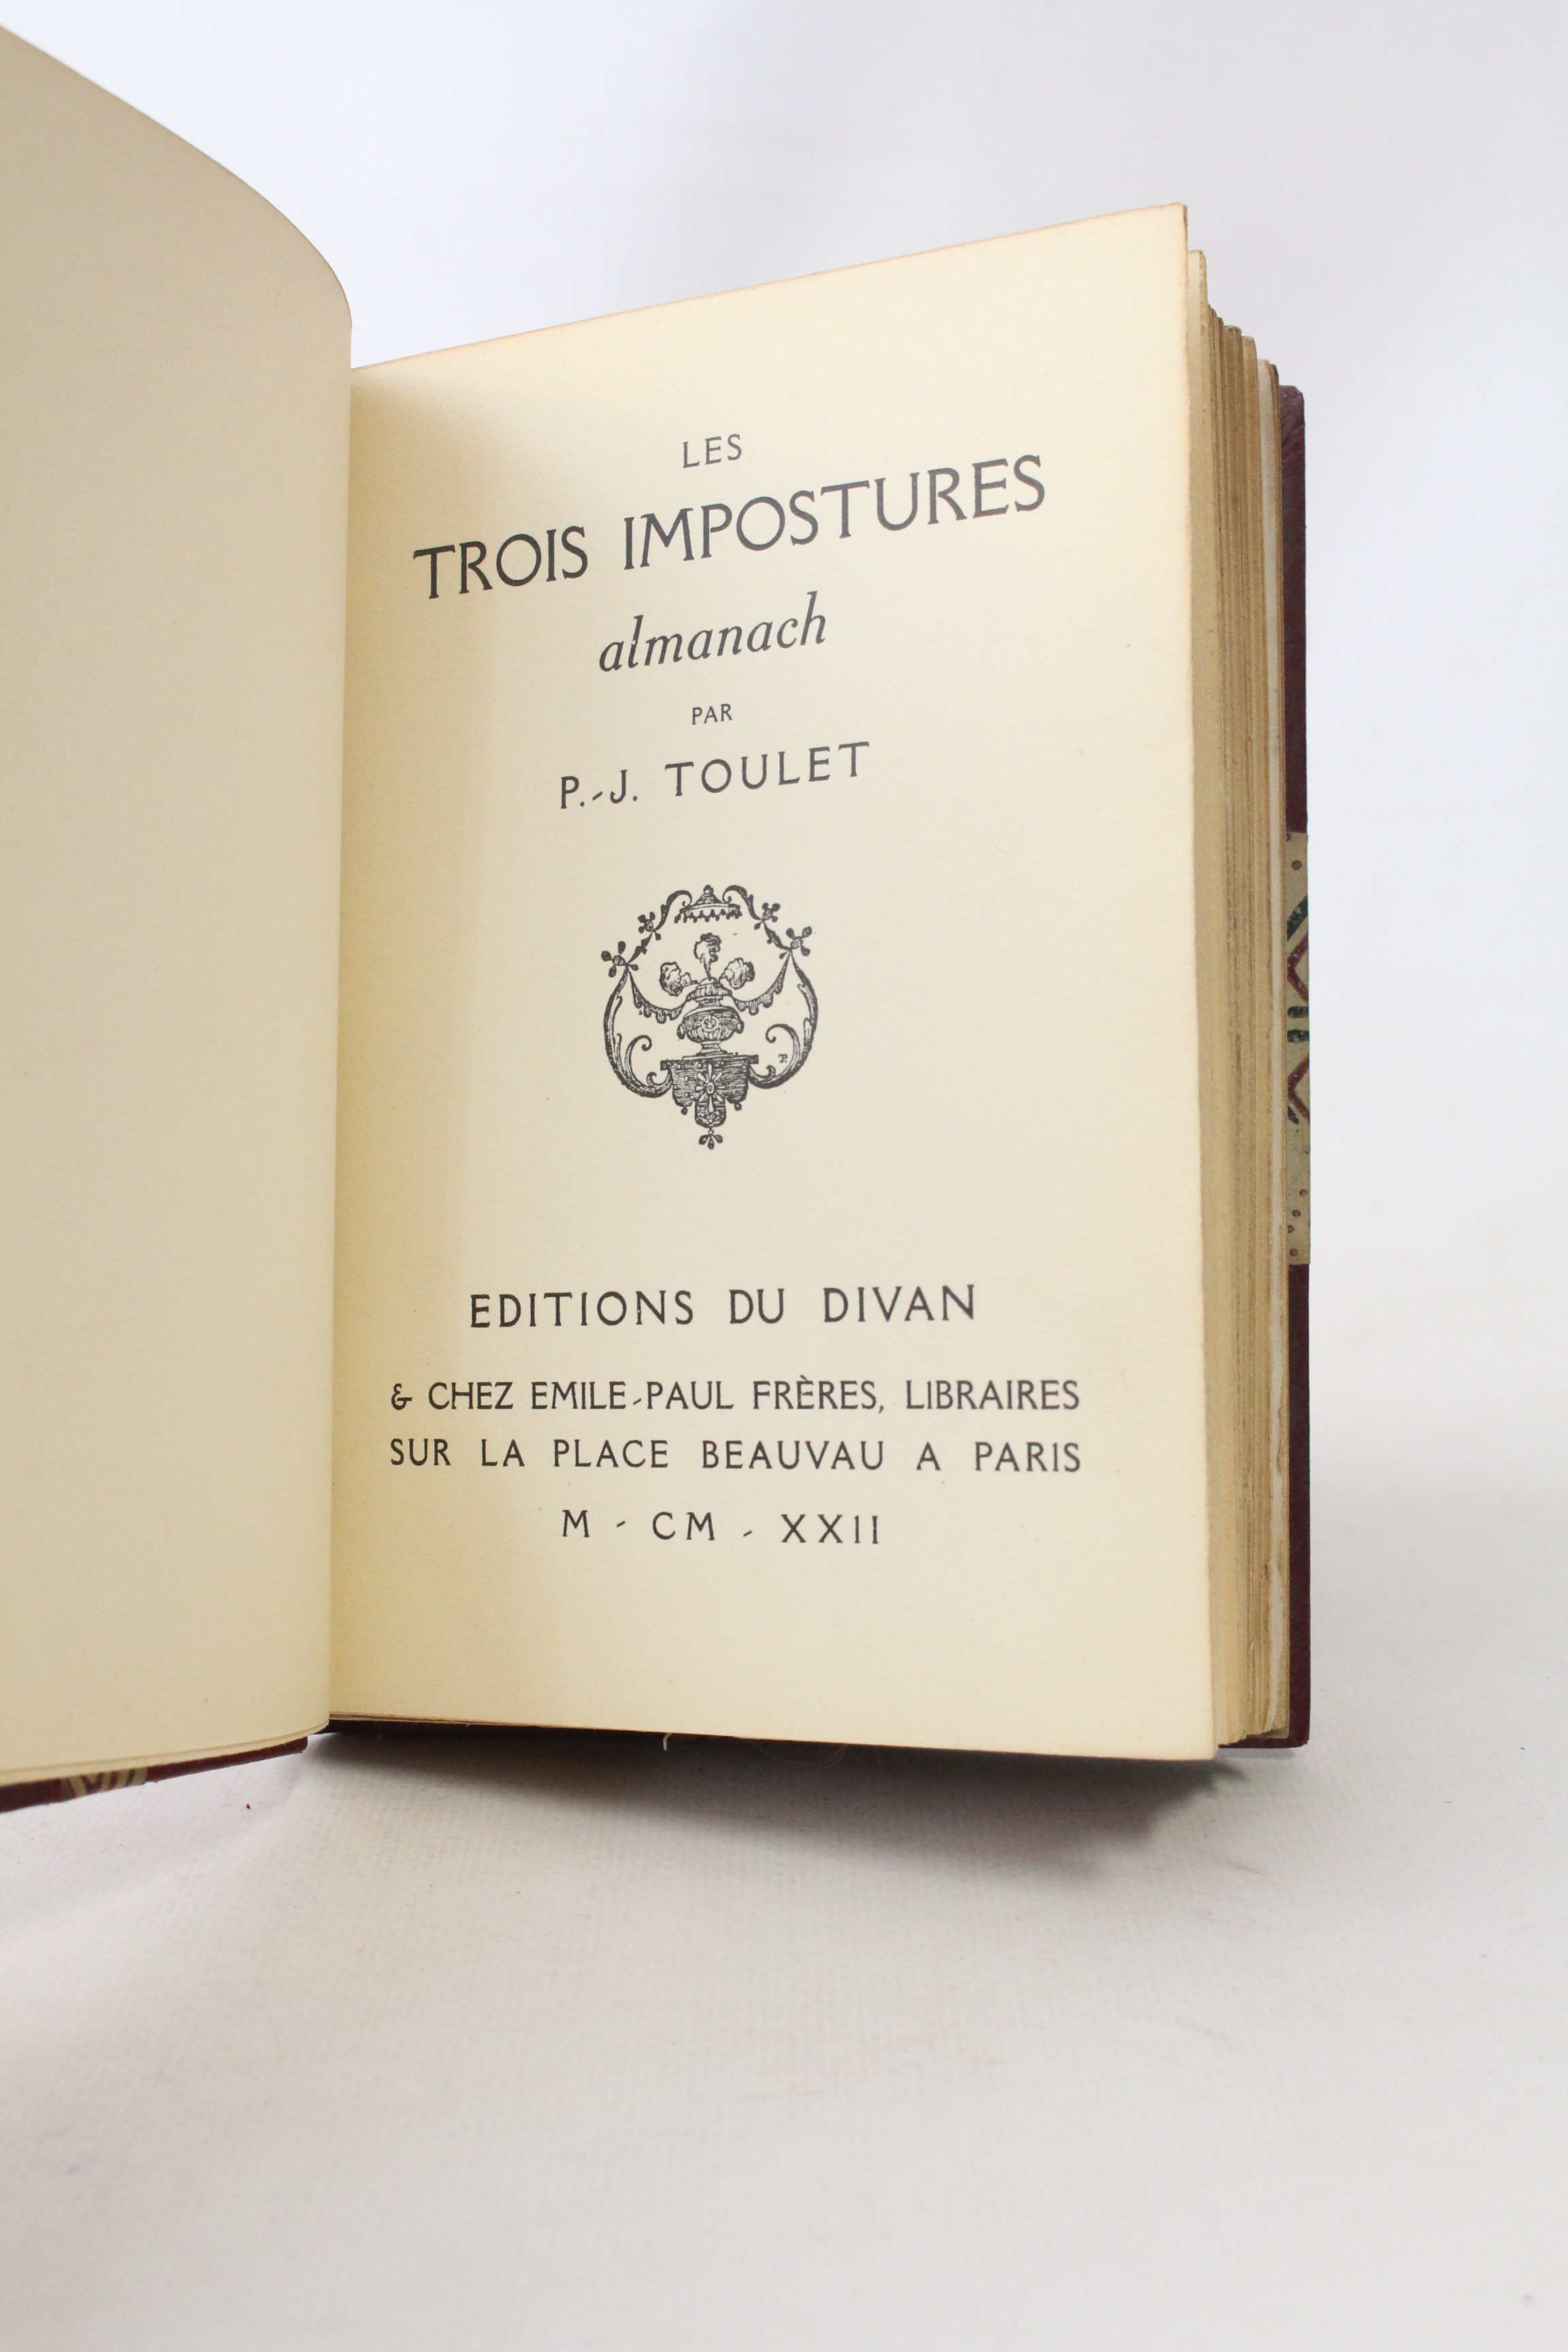 LES
TROIS IMPOSTURES
almanach
PAR
P.-J. TOULET
EDITIONS DU DIVAN
& CHEZ EMILE-PAUL FRÈRES, LIBRAIRES
SUR LA PLACE BEAUVAU A PARIS
M - CM - XXII